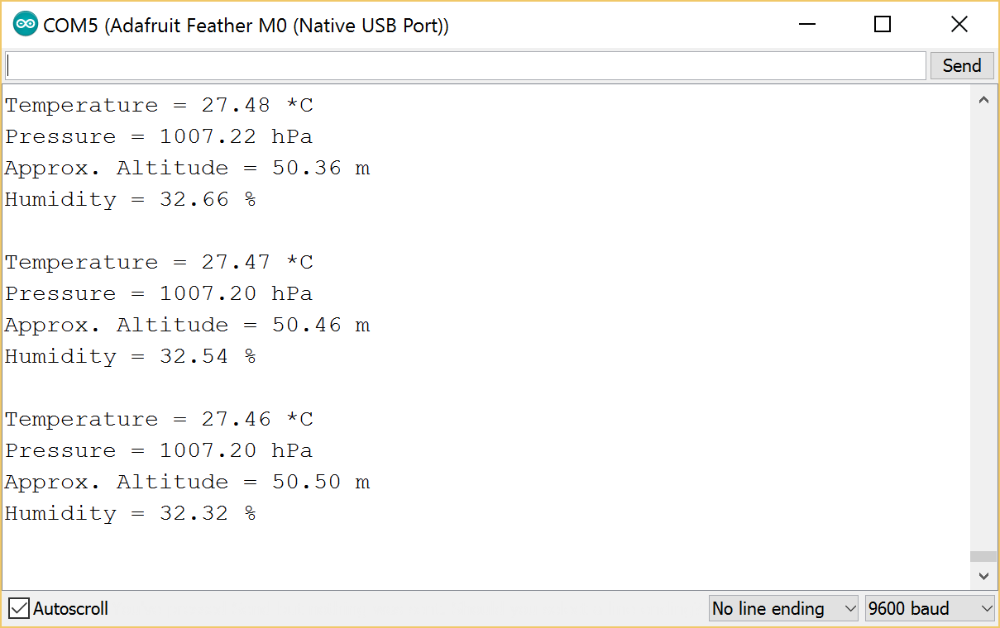 COM5 (Adafruit Feather M0 (Native USB Port))
Send
Temperature = 27.48 *C
Pressure = 1007.22 hPa
Approx. Altitude = 50.36 m
Humidity = 32.66 %
Temperature = 27.47 *C
Pressure = 1007.20 hPa
Approx. Altitude = 50.46 m
Humidity = 32.54 %
Temperature = 27.46 *C
Pressure = 1007.20 hPa
Approx. Altitude = 50.50 m
Humidity = 32.32 %
Autoscroll No line ending 9600 baud